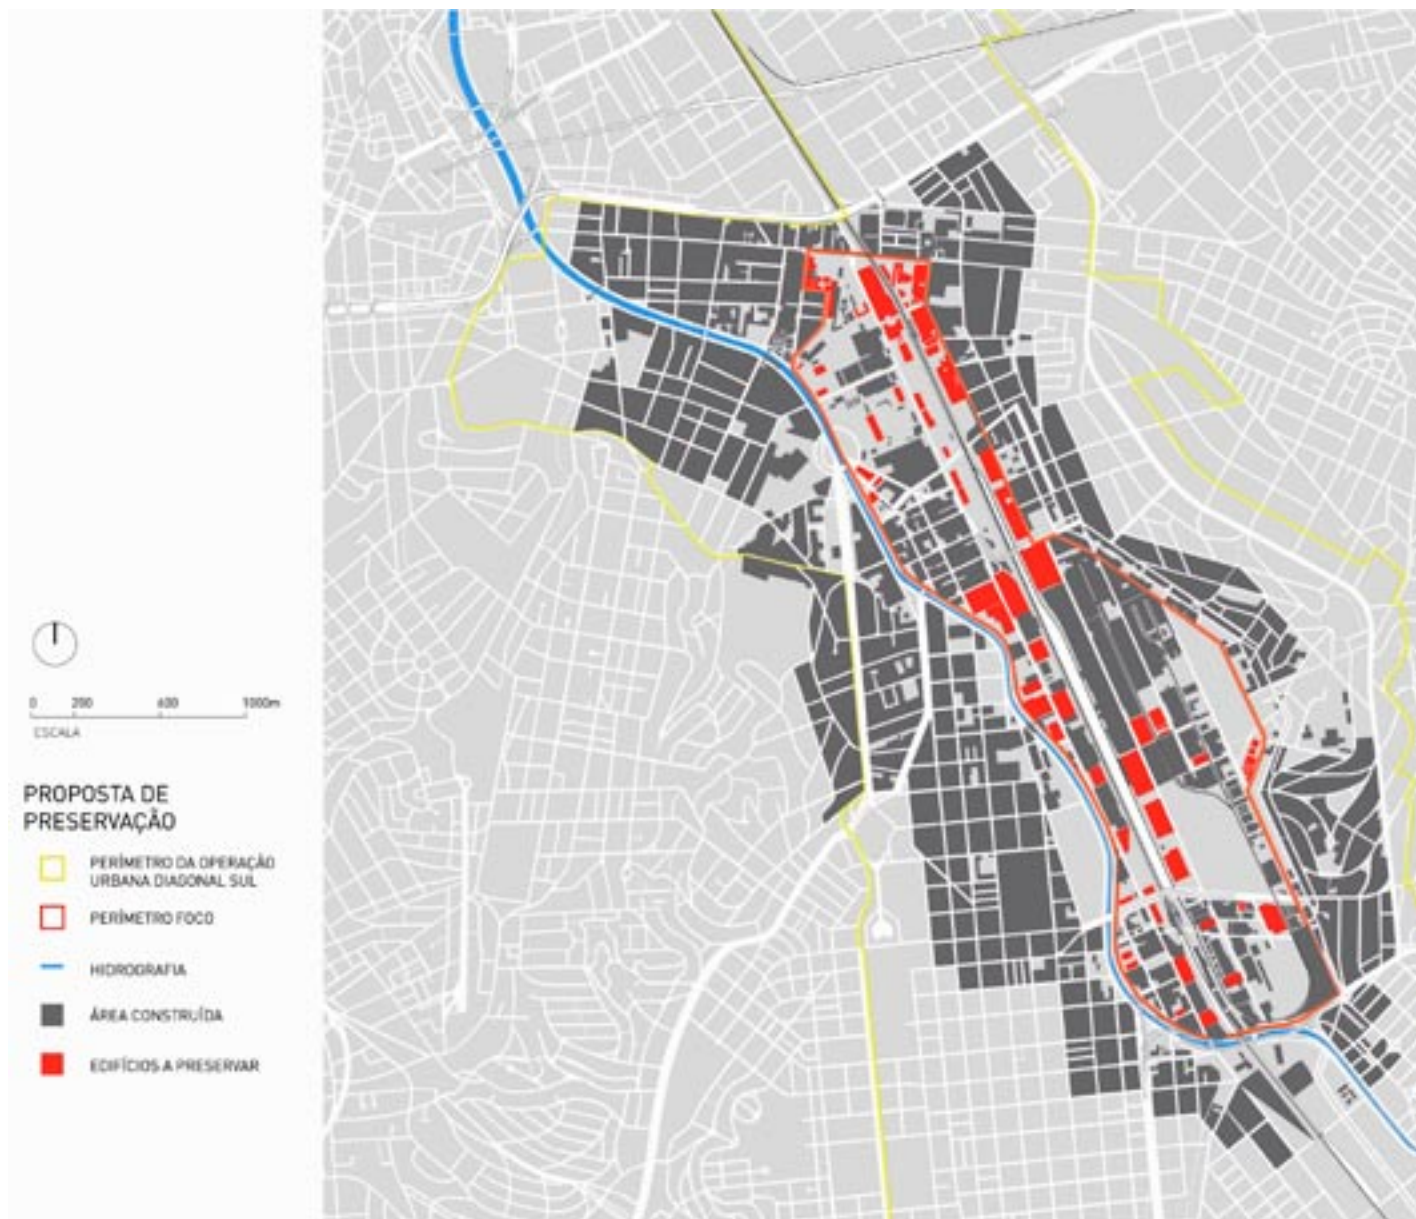 0 200 600 1000m
ESCALA
PROPOSTA DE
PRESERVAÇÃO
PERÍMETRO DA OPERAÇÃO
URBANA DIAGONAL SUL
PERÍMETRO FOCO
HIDROGRAFIA
ÁREA CONSTRUÍDA
EDIFÍCIOS A PRESERVAR